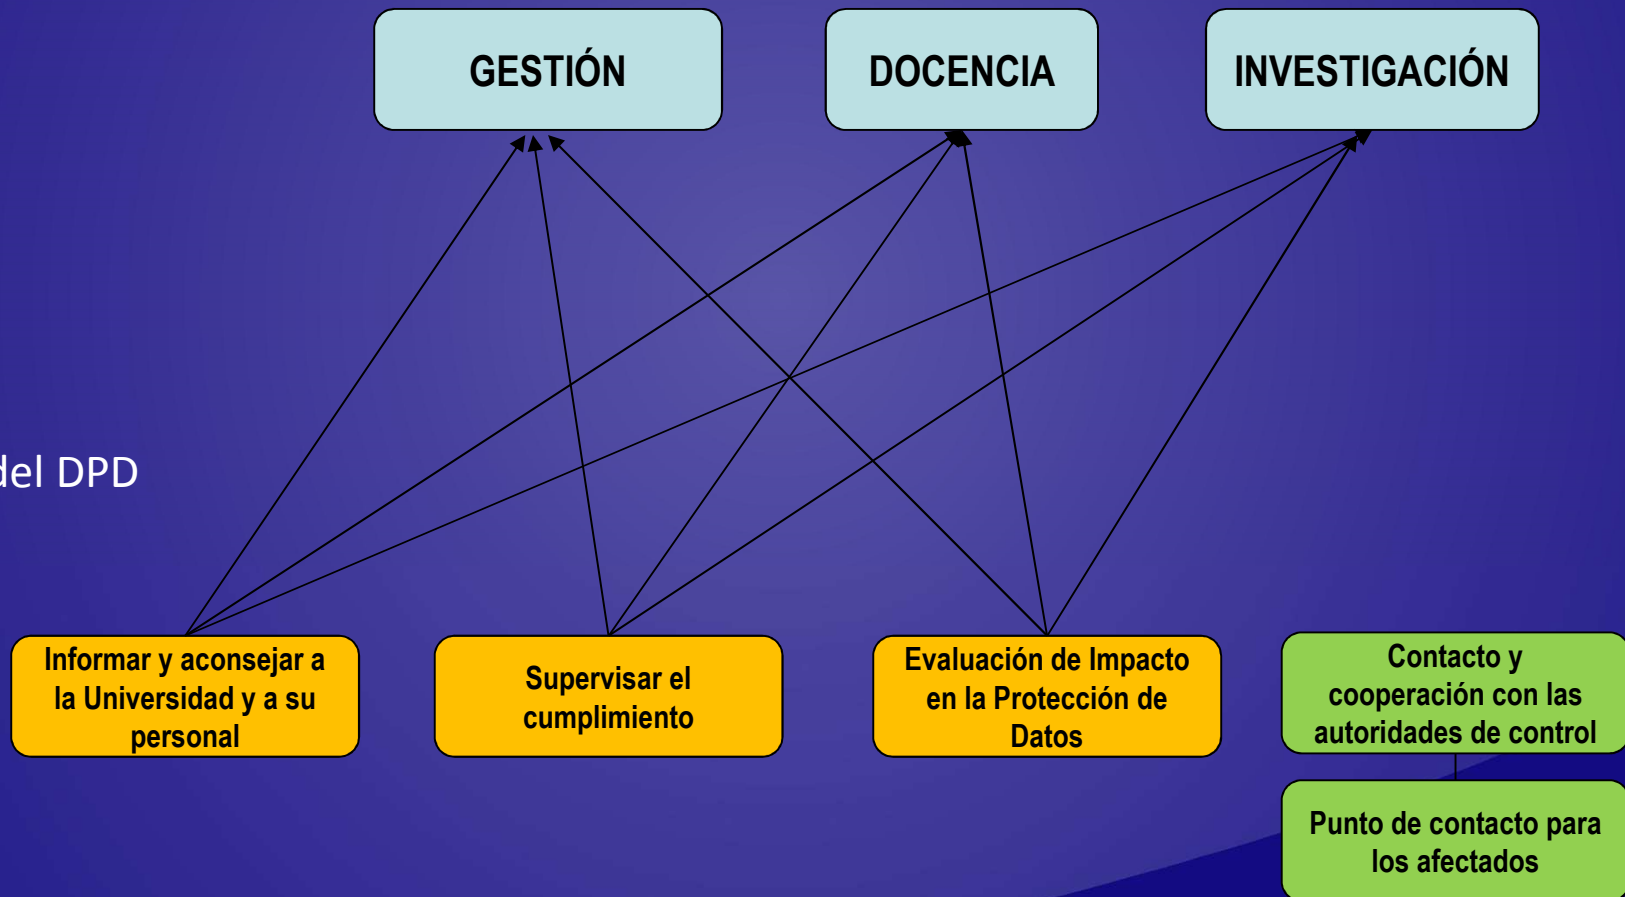 GESTIÓN
DOCENCIA
INVESTIGACIÓN
del DPD
Informar y aconsejar a
la Universidad y a su
personal
Supervisar el
cumplimiento
Evaluación de Impacto
en la Protección de
Datos
Contacto y
cooperación con las
autoridades de control
Punto de contacto para
los afectados